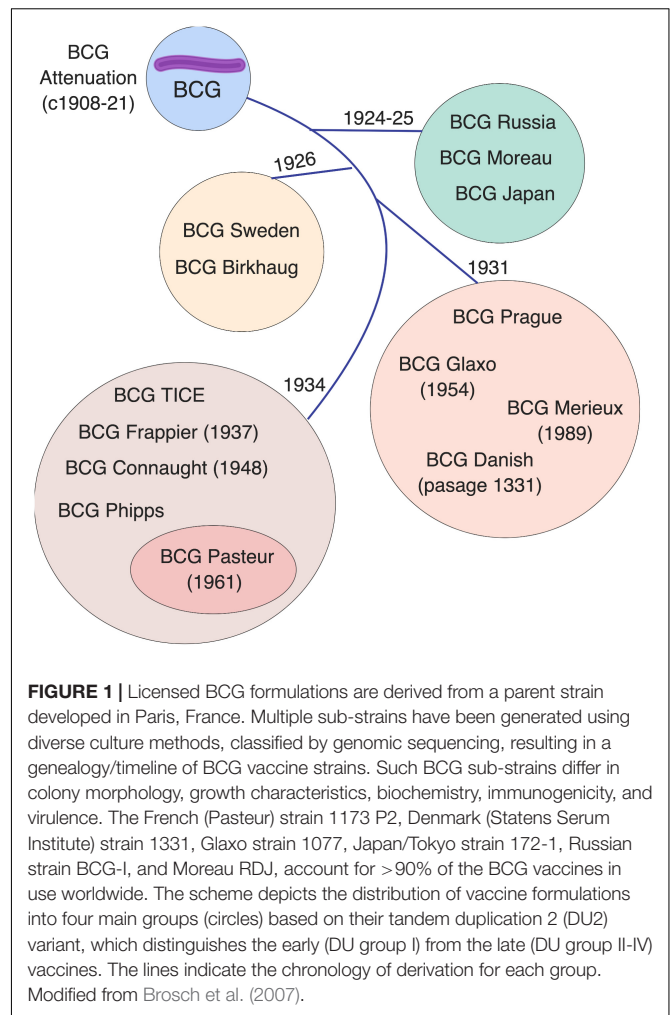 BCG
Attenuation
(c1908-21)
BCG
1924-25
BCG Russia
BCG Moreau
BCG Japan
1926
BCG Sweden
BCG Birkhaug
1931
BCG Prague
BCG Glaxo
(1954)
BCG Merieux
(1989)
BCG Danish
(pasage 1331)
1934
BCG TICE
BCG Frappier (1937)
BCG Connaught (1948)
BCG Phipps
BCG Pasteur
(1961)
FIGURE 1 | Licensed BCG formulations are derived from a parent strain
developed in Paris, France. Multiple sub-strains have been generated using
diverse culture methods, classified by genomic sequencing, resulting in a
genealogy/timeline of BCG vaccine strains. Such BCG sub-strains differ in
colony morphology, growth characteristics, biochemistry, immunogenicity, and
virulence. The French (Pasteur) strain 1173 P2, Denmark (Statens Serum
Institute) strain 1331, Glaxo strain 1077, Japan/Tokyo strain 172-1, Russian
strain BCG-I, and Moreau RDJ, account for >90% of the BCG vaccines in
use worldwide. The scheme depicts the distribution of vaccine formulations
into four main groups (circles) based on their tandem duplication 2 (DU2)
variant, which distinguishes the early (DU group I) from the late (DU group II-IV)
vaccines. The lines indicate the chronology of derivation for each group.
Modified from Brosch et al. (2007).